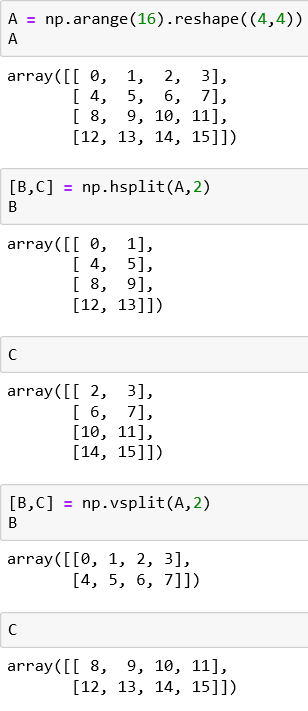 A = np.arange(16).reshape((4,4))
A
array([[ 0,  1,  2,  3],
       [ 4,  5,  6,  7],
       [ 8,  9, 10, 11],
       [12, 13, 14, 15]])
[B,C] = np.hsplit(A,2)
B
array([[ 0,  1],
       [ 4,  5],
       [ 8,  9],
       [12, 13]])
C
array([[ 2,  3],
       [ 6,  7],
       [10, 11],
       [14, 15]])
[B,C] = np.vsplit(A,2)
B
array([[0, 1, 2, 3],
       [4, 5, 6, 7]])
C
array([[ 8,  9, 10, 11],
       [12, 13, 14, 15]])